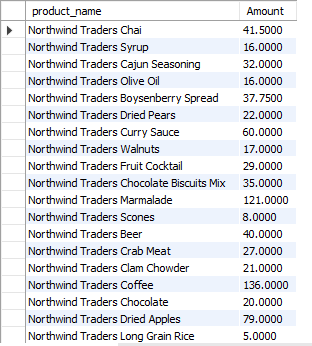 product_name Amount
Northwind Traders Chai 41.5000
Northwind Traders Syrup 16.0000
Northwind Traders Cajun Seasoning 32.0000
Northwind Traders Olive Oil 16.0000
Northwind Traders Boysenberry Spread 37.7500
Northwind Traders Dried Pears 22.0000
Northwind Traders Curry Sauce 60.0000
Northwind Traders Walnuts 17.0000
Northwind Traders Fruit Cocktail 29.0000
Northwind Traders Chocolate Biscuits Mix 35.0000
Northwind Traders Marmalade 121.0000
Northwind Traders Scones 8.0000
Northwind Traders Beer 40.0000
Northwind Traders Crab Meat 27.0000
Northwind Traders Clam Chowder 21.0000
Northwind Traders Coffee 136.0000
Northwind Traders Chocolate 20.0000
Northwind Traders Dried Apples 79.0000
Northwind Traders Long Grain Rice 5.0000